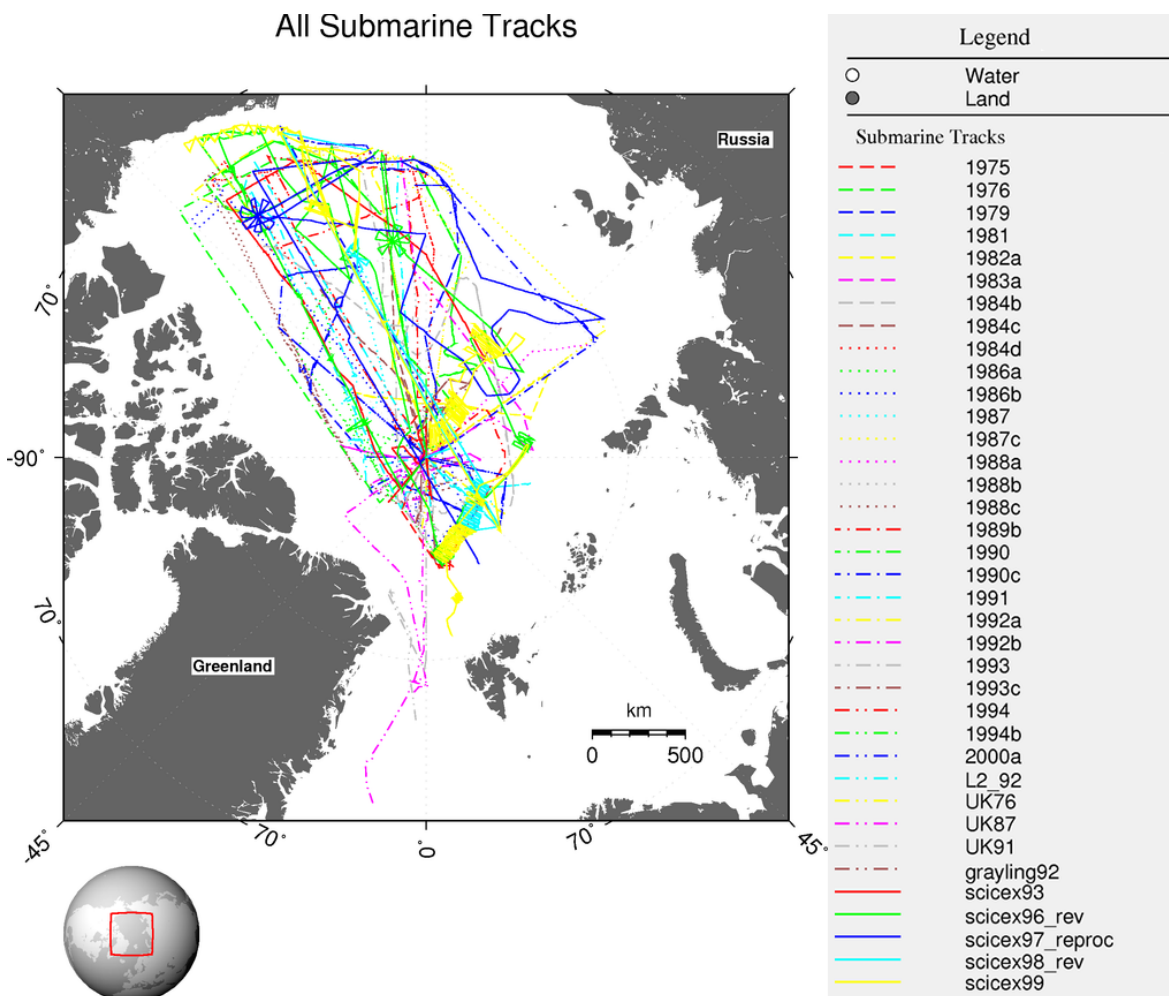 All Submarine Tracks
Russia
70°
-90°
70°
Greenland
km
0 500
-45°
70°
0°
70°
45°
Legend
Water
Land
Submarine Tracks
1975
1976
1979
1981
1982a
1983a
1984b
1984c
1984d
1986a
1986b
1987
1987c
1988a
1988b
1988c
1989b
1990
1990c
1991
1992a
1992b
1993
1993c
1994
1994b
2000a
L2_92
UK76
UK87
UK91
grayling92
scicex93
scicex96_rev
scicex97_reproc
scicex98_rev
scicex99